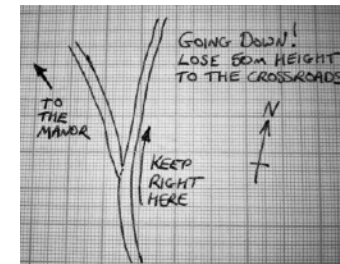 GOING DOWN!
LOSE 50M HEIGHT
TO THE CROSSROADS
TO
THE
MANOR
N
KEEP
RIGHT
HERE